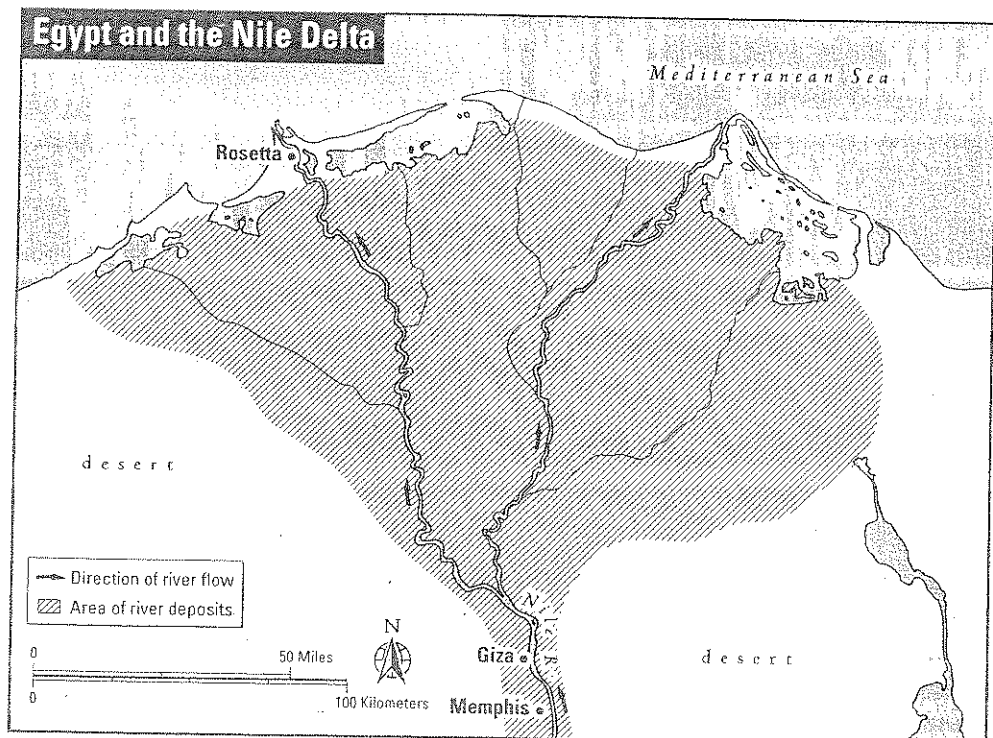 Egypt and the Nile Delta
Mediterranean Sea
Rosetta
desert
Direction of river flow
Area of river deposits
N
0 50 Miles
0 100 Kilometers
Nile R
Giza
desert
Memphis